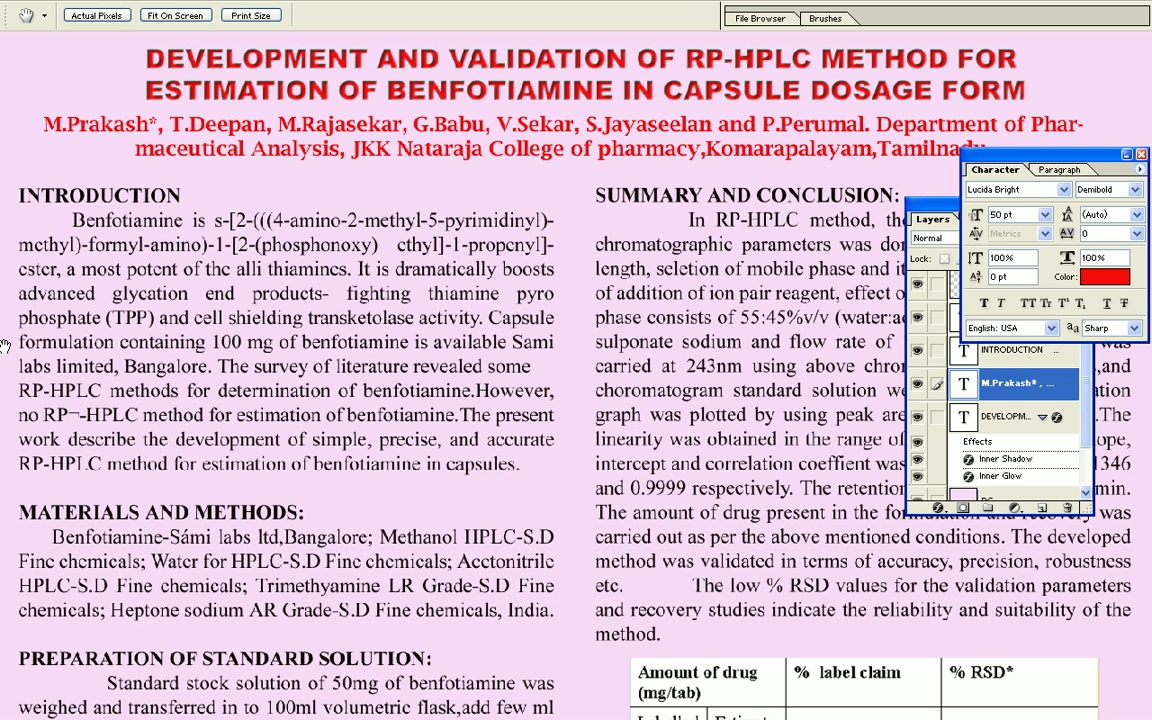 Actual Pixels Fit On Screen Print Size File Browser Brushes
DEVELOPMENT AND VALIDATION OF RP-HPLC METHOD FOR
ESTIMATION OF BENFOTIAMINE IN CAPSULE DOSAGE FORM
M.Prakash*, T.Deepan, M.Rajasekar, G.Babu, V.Sekar, S.Jayaseelan and P.Perumal. Department of Phar-
maceutical Analysis, JKK Nataraja College of pharmacy,Komarapalayam,Tamilnadu
INTRODUCTION
Benfotiamine is s-[2-(((4-amino-2-methyl-5-pyrimidinyl)-
methyl)-formyl-amino)-1-[2-(phosphonoxy) ethyl]-1-propenyl]-
ester, a most potent of the alli thiamines. It is dramatically boosts
advanced glycation end products- fighting thiamine pyro
phosphate (TPP) and cell shielding transketolase activity. Capsule
formulation containing 100 mg of benfotiamine is available Sami
labs limited, Bangalore. The survey of literature revealed some
RP-HPLC methods for determination of benfotiamine.However,
no RP¬-HPLC method for estimation of benfotiamine.The present
work describe the development of simple, precise, and accurate
RP-HPLC method for estimation of benfotiamine in capsules.
MATERIALS AND METHODS:
Benfotiamine-Sámi labs ltd,Bangalore; Methanol HPLC-S.D
Fine chemicals; Water for HPLC-S.D Fine chemicals; Acetonitrile
HPLC-S.D Fine chemicals; Trimethyamine LR Grade-S.D Fine
chemicals; Heptone sodium AR Grade-S.D Fine chemicals, India.
PREPARATION OF STANDARD SOLUTION:
Standard stock solution of 50mg of benfotiamine was
weighed and transferred in to 100ml volumetric flask,add few ml
SUMMARY AND CONCLUSION:
In RP-HPLC method, the
chromatographic parameters was
length, seletion of mobile phase and
of addition of ion pair reagent, effect
phase consists of 55:45%v/v
sulponate sodium and flow rate of was
carried at 243nm using above ,and
choromatogram standard solution
graph was plotted by using peak .The
linearity was obtained in the range of
intercept and correlation coeffient was 1346
and 0.9999 respectively. The min.
The amount of drug present in the formulation and recovery was
carried out as per the above mentioned conditions. The developed
method was validated in terms of accuracy, precision, robustness
etc. The low % RSD values for the validation parameters
and recovery studies indicate the reliability and suitability of the
method.
Amount of drug % label claim % RSD*
(mg/tab)
Character Paragraph
Lucida Bright Demibold
50 pt (Auto)
Metrics 0
100% 100%
0 pt Color:
T T TT Tr T¹ T₁ T T
English: USA aa Sharp
Layers
Normal
Lock:
T INTRODUCTION ...
T M.Prakash* , ...
T DEVELOPM...
Effects
Inner Shadow
Inner Glow